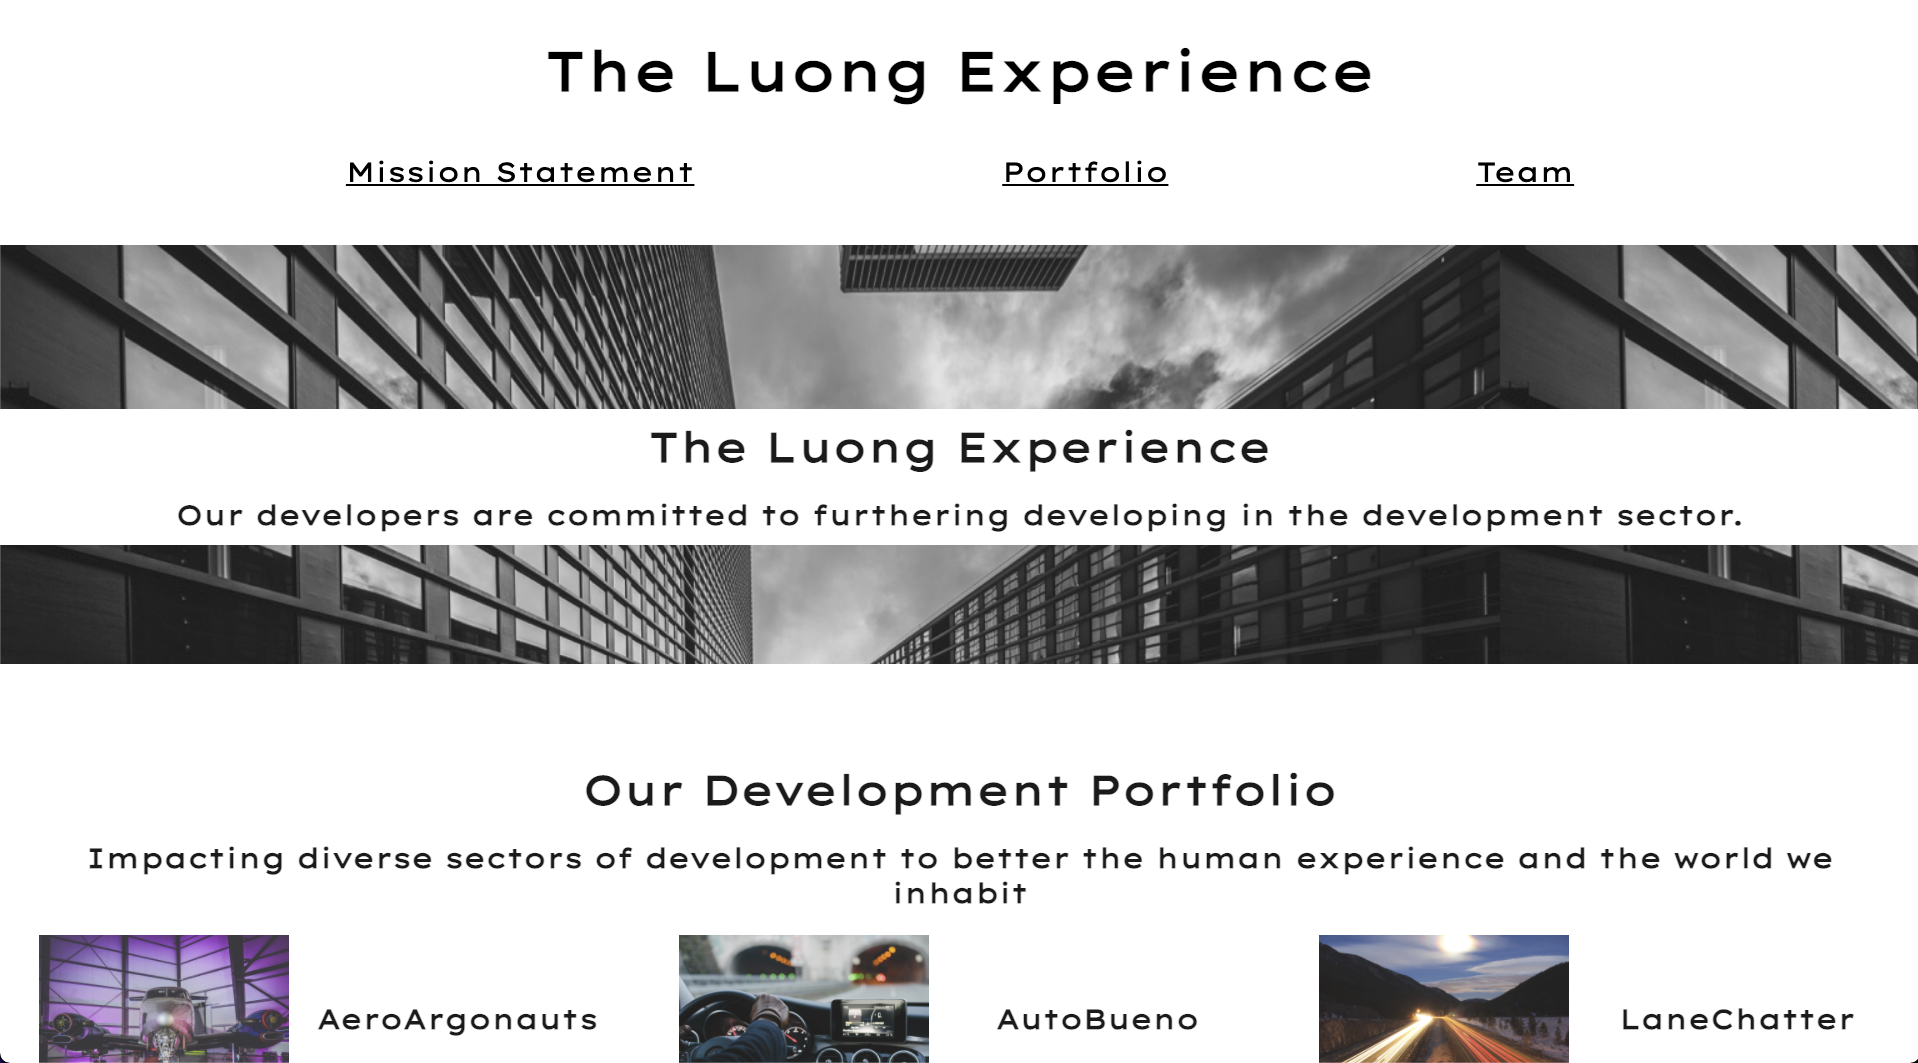 The Luong Experience
Mission Statement Portfolio Team
The Luong Experience
Our developers are committed to furthering developing in the development sector.
Our Development Portfolio
Impacting diverse sectors of development to better the human experience and the world we
inhabit
AeroArgonauts AutoBueno LaneChatter